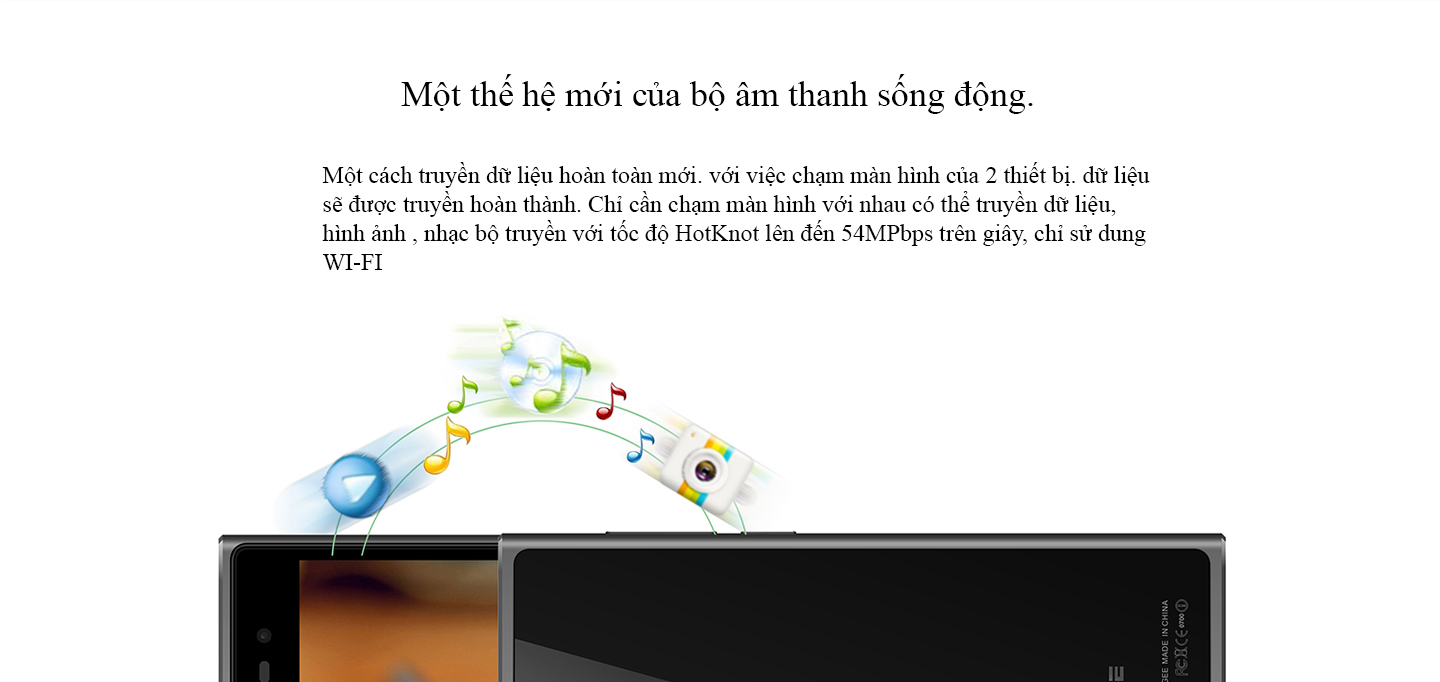 Một thế hệ mới của bộ âm thanh sống động.
Một cách truyền dữ liệu hoàn toàn mới. với việc chạm màn hình của 2 thiết bị. dữ liệu
sẽ được truyền hoàn thành. Chỉ cần chạm màn hình với nhau có thể truyền dữ liệu,
hình ảnh , nhạc bộ truyền với tốc độ HotKnot lên đến 54MPbps trên giây, chỉ sử dung
WI-FI
MADE IN CHINA
0700